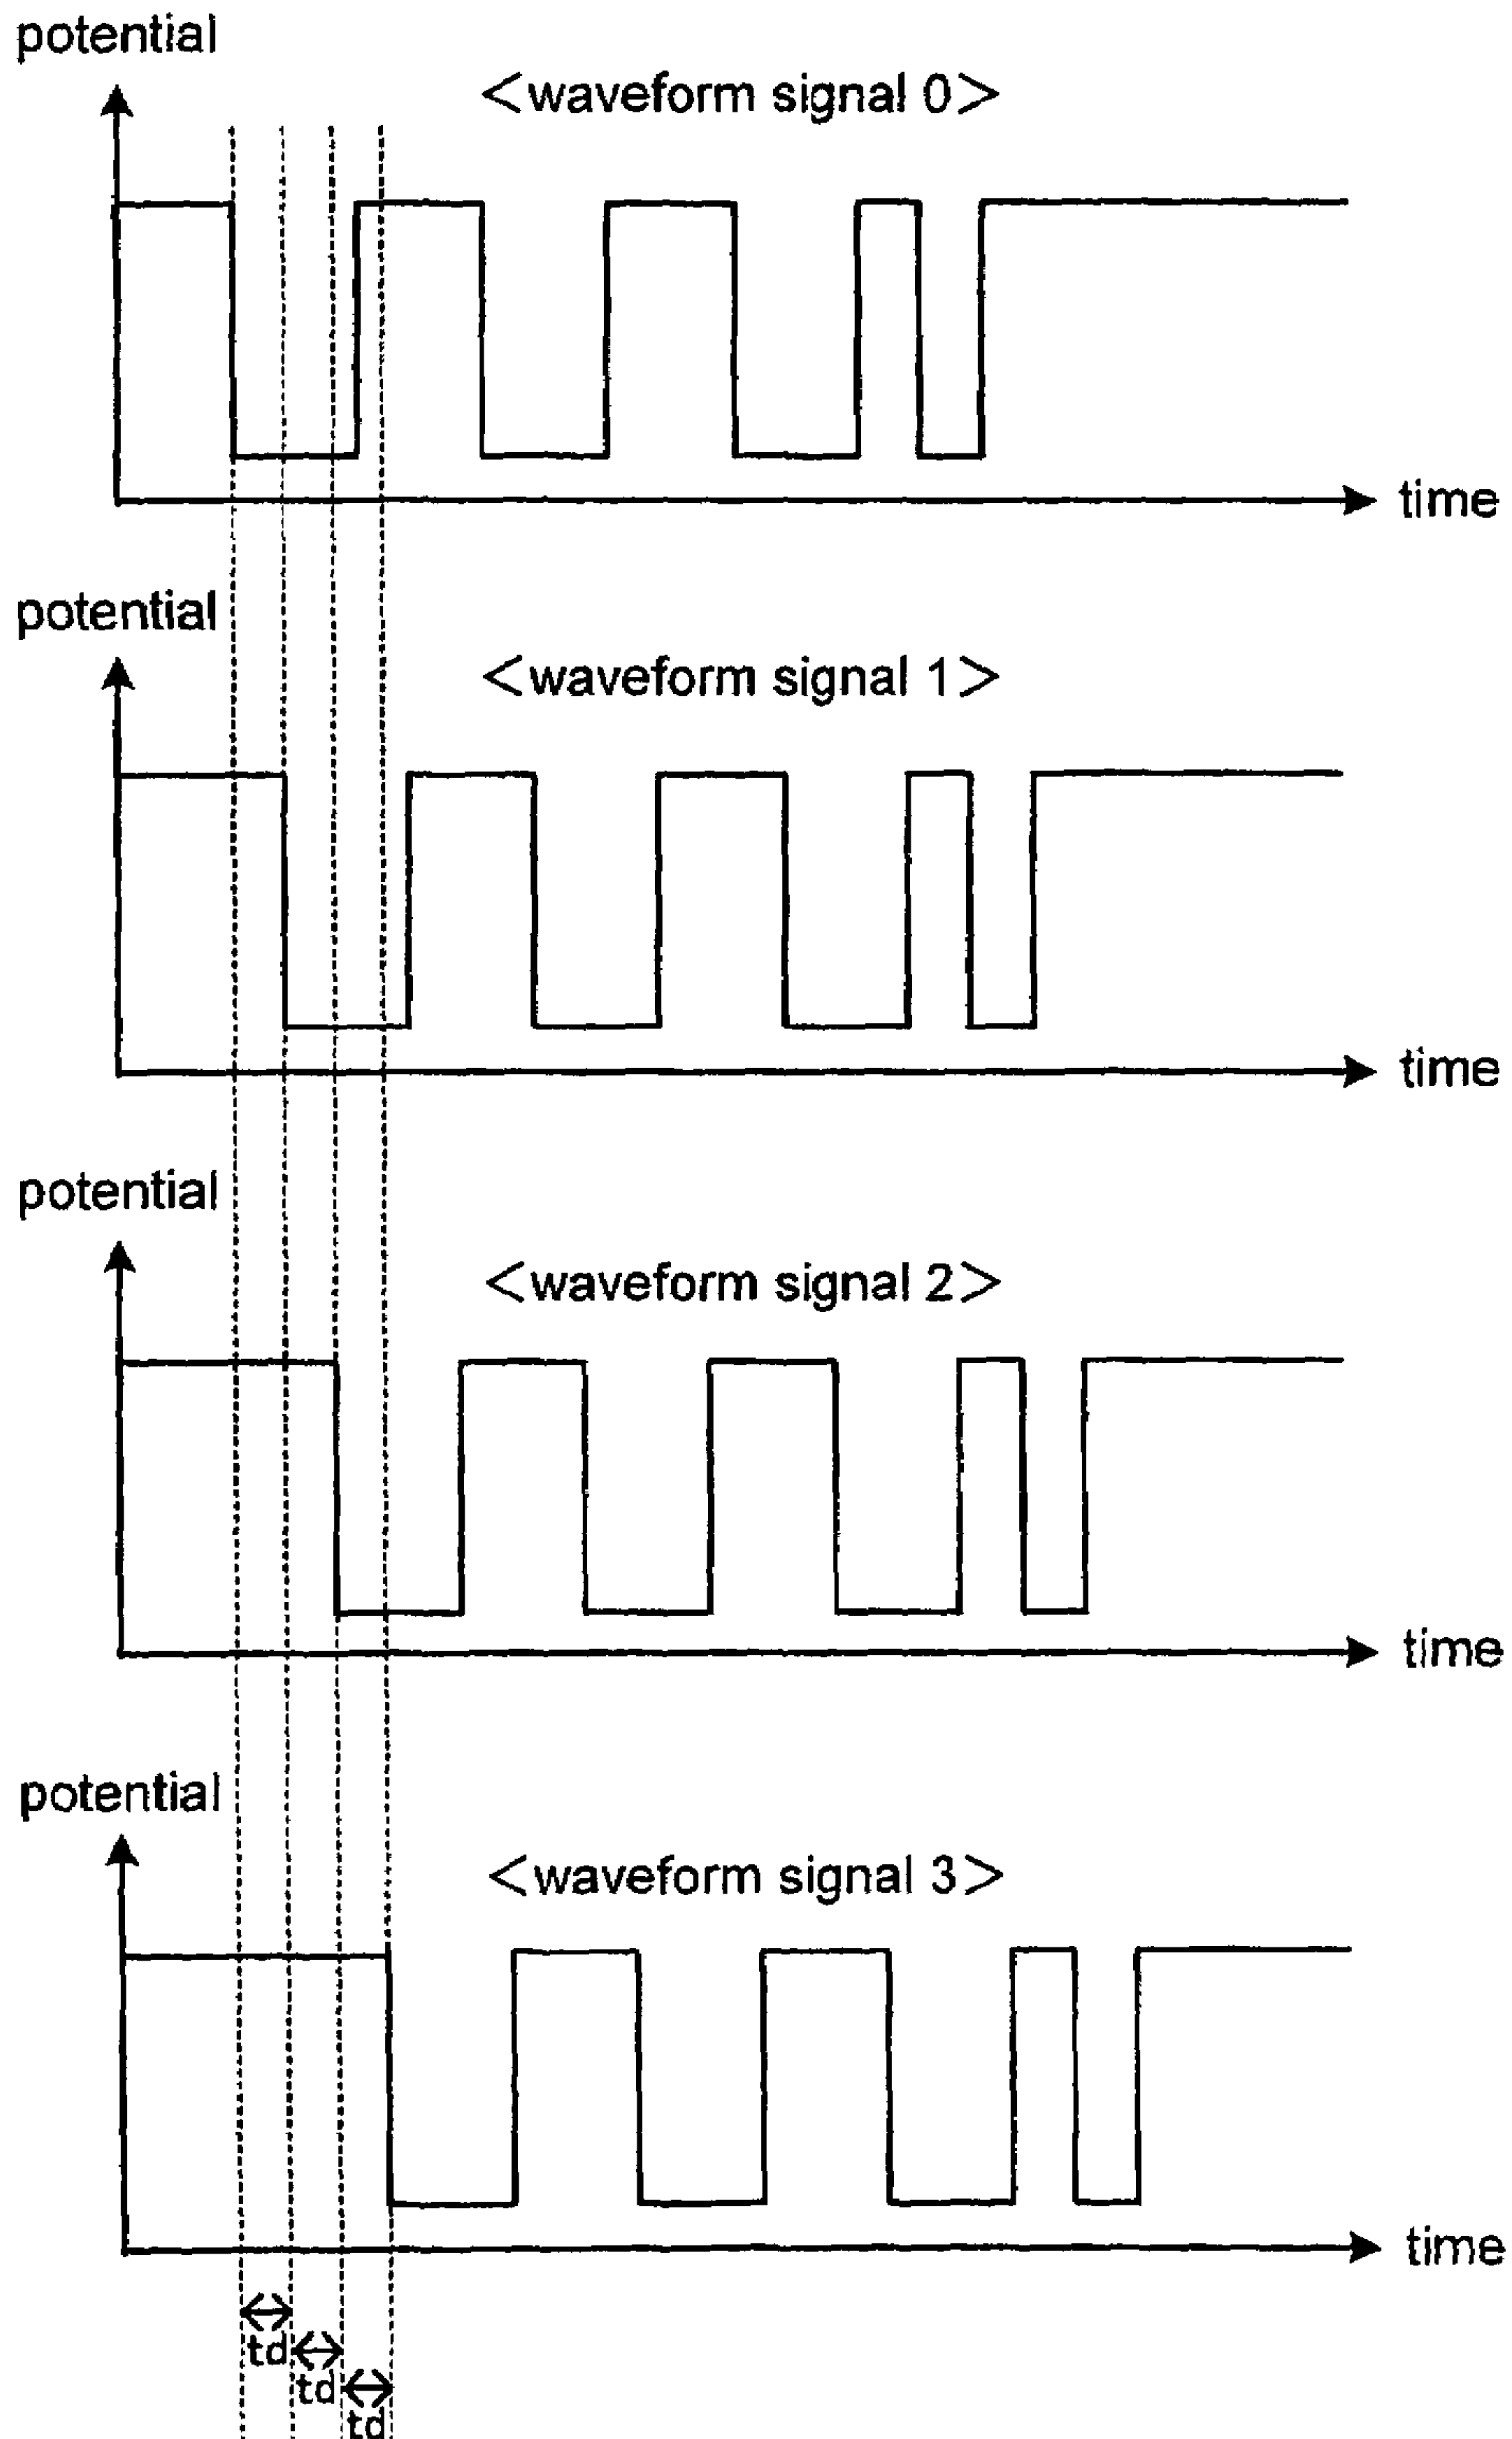 potential
<waveform signal 0>
time
potential
<waveform signal 1>
time
potential
<waveform signal 2>
time
potential
<waveform signal 3>
time
td
td
td